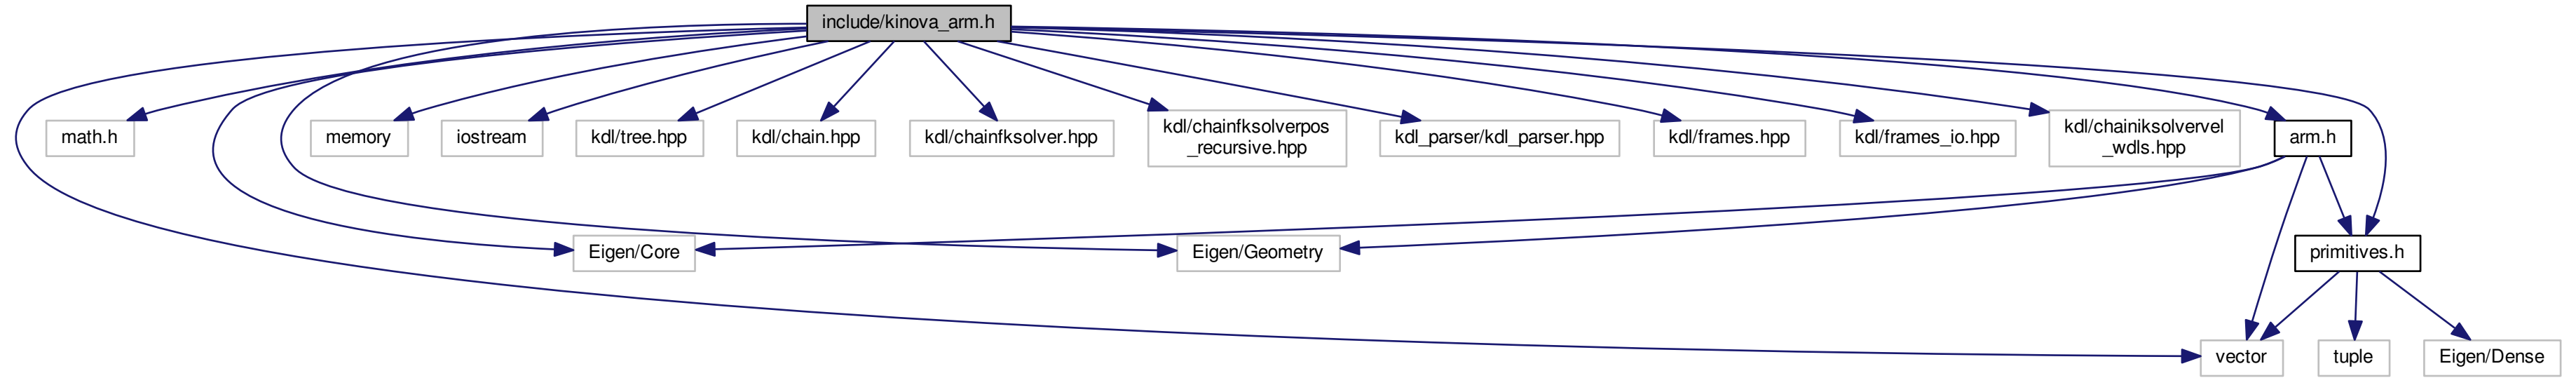 include/kinova_arm.h
math.h
memory
iostream
kdl/tree.hpp
kdl/chain.hpp
kdl/chainfksolver.hpp
kdl/chainfksolverpos
_recursive.hpp
kdl_parser/kdl_parser.hpp
kdl/frames.hpp
kdl/frames_io.hpp
kdl/chainiksolvervel
_wdls.hpp
arm.h
Eigen/Core
Eigen/Geometry
primitives.h
vector
tuple
Eigen/Dense